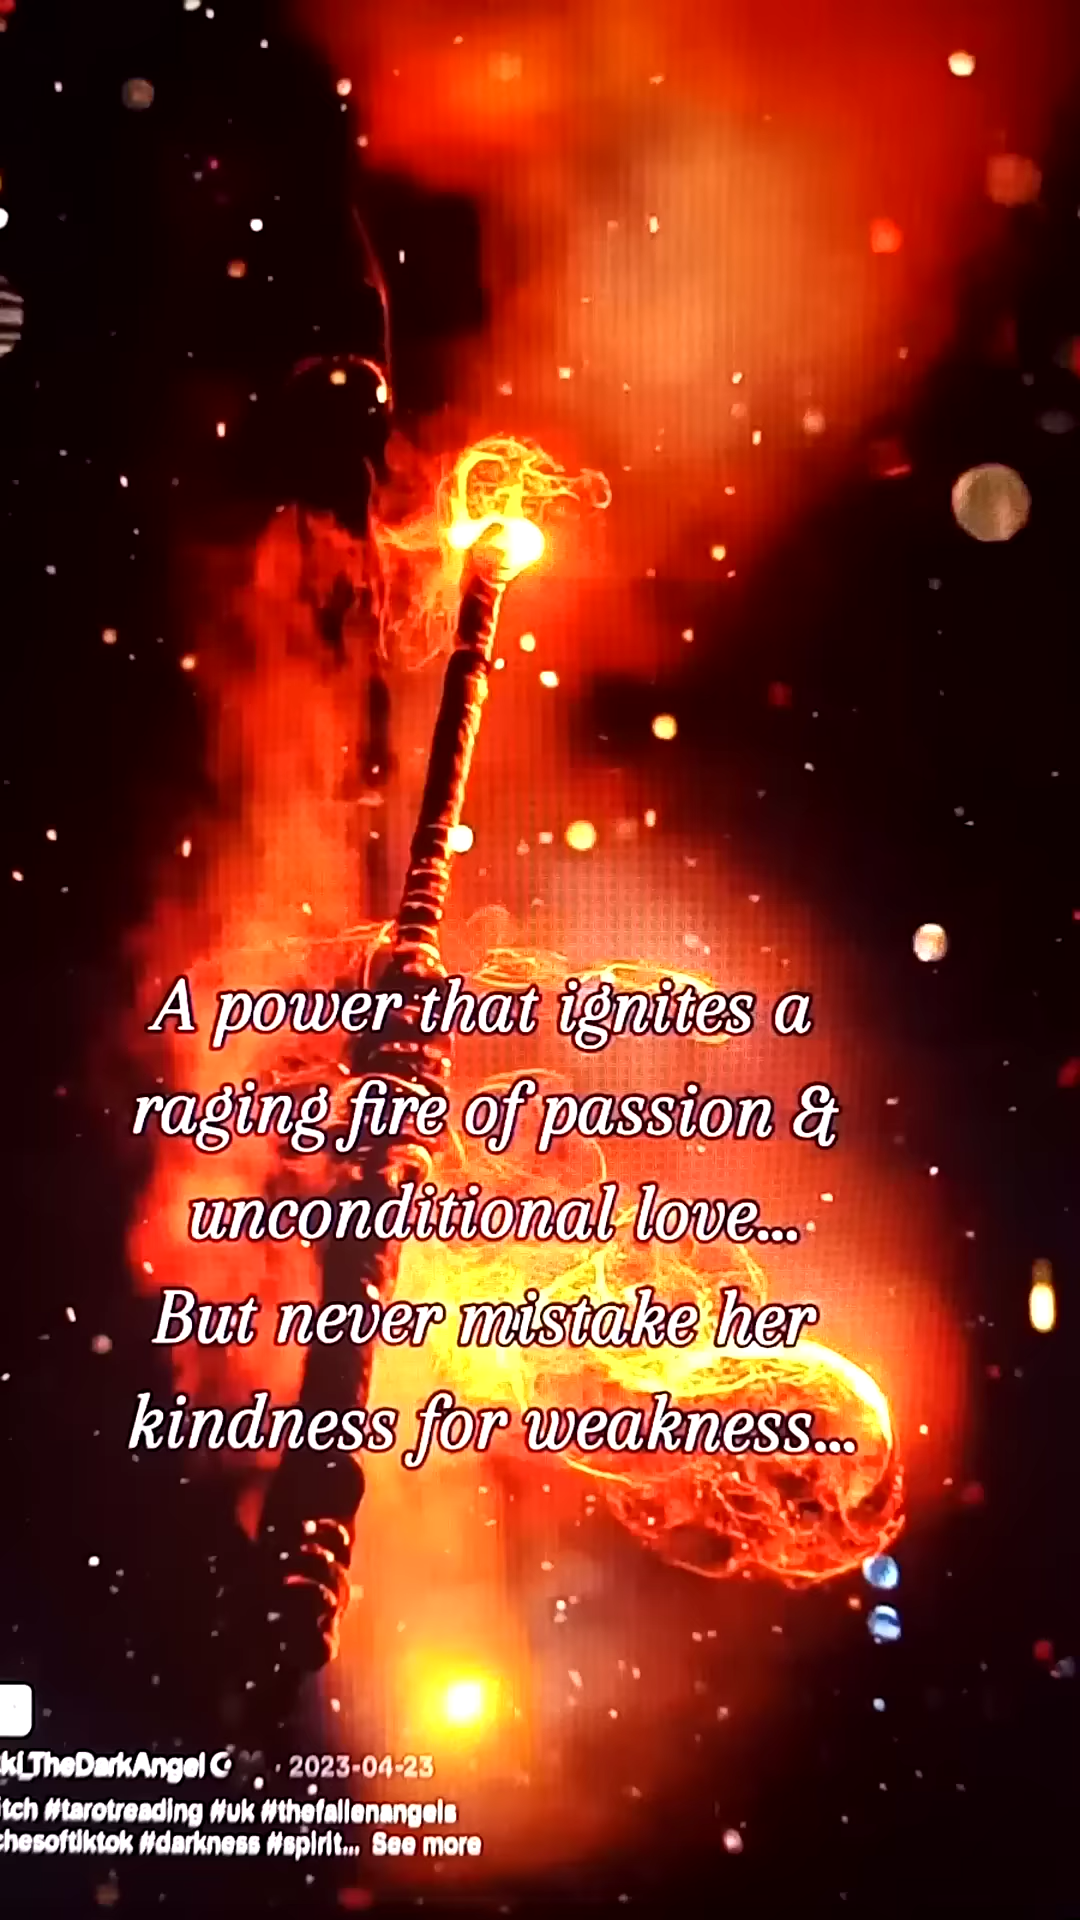 A power that ignites a
raging fire of passion &
unconditional love...
But never mistake her
kindness for weakness...
ki_TheDarkAngel · 2023-04-23
#tarotreading #uk #thefallenangels
#darkness #spirit... See more